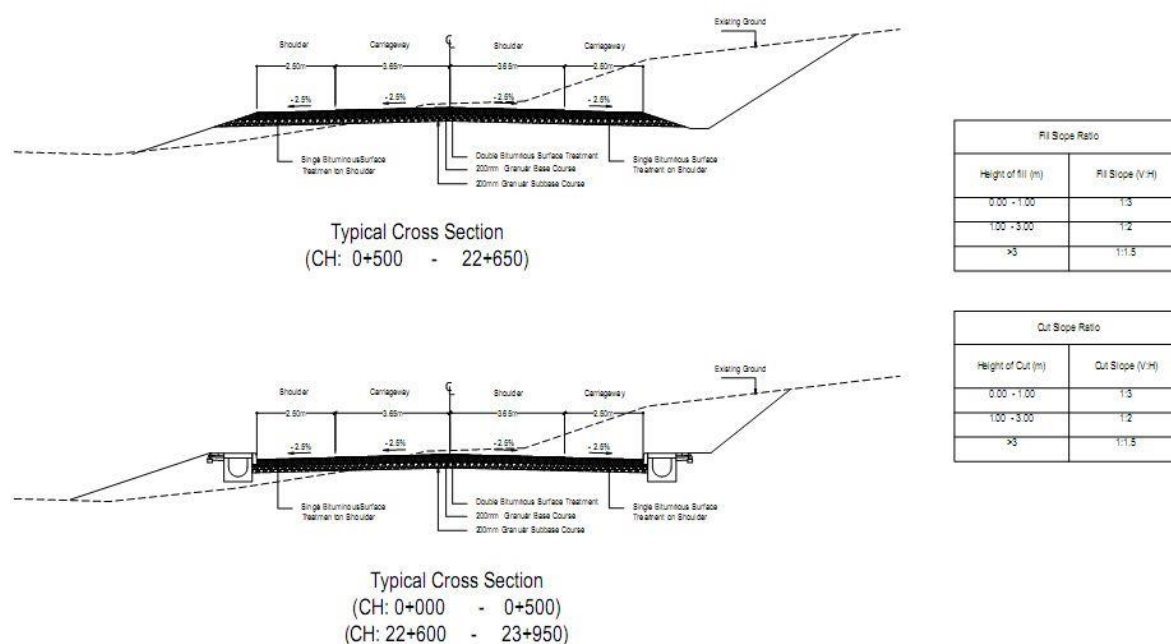 Existing Ground
Shoulder Carriageway ℄ Shoulder Carriageway
2.50m 3.65m 3.65m 2.50m
-2.5% -2.5% -2.5% -2.5%
Single BituminousSurface
Treatmen ton Shoulder
Double Bitumnous Surface Treatment
200mm Granular Base Course
200mm Granular Subbase Course
Single Bituminous Surface
Treatment on Shoulder
Typical Cross Section
(CH: 0+500 - 22+650)
Fill Slope Ratio
Height of fill (m) Fill Slope (V:H)
0.00 - 1.00 1:3
1.00 - 3.00 1:2
>3 1:1.5
Existing Ground
Shoulder Carriageway ℄ Shoulder Carriageway
2.50m 3.65m 3.65m 2.50m
-2.5% -2.5% -2.5% -2.5%
Single BituminousSurface
Treatmen ton Shoulder
Double Bitumnous Surface Treatment
200mm Granular Base Course
200mm Granular Subbase Course
Single Bituminous Surface
Treatment on Shoulder
Typical Cross Section
(CH: 0+000 - 0+500)
(CH: 22+600 - 23+950)
Cut Slope Ratio
Height of Cut (m) Cut Slope (V:H)
0.00 - 1.00 1:3
1.00 - 3.00 1:2
>3 1:1.5